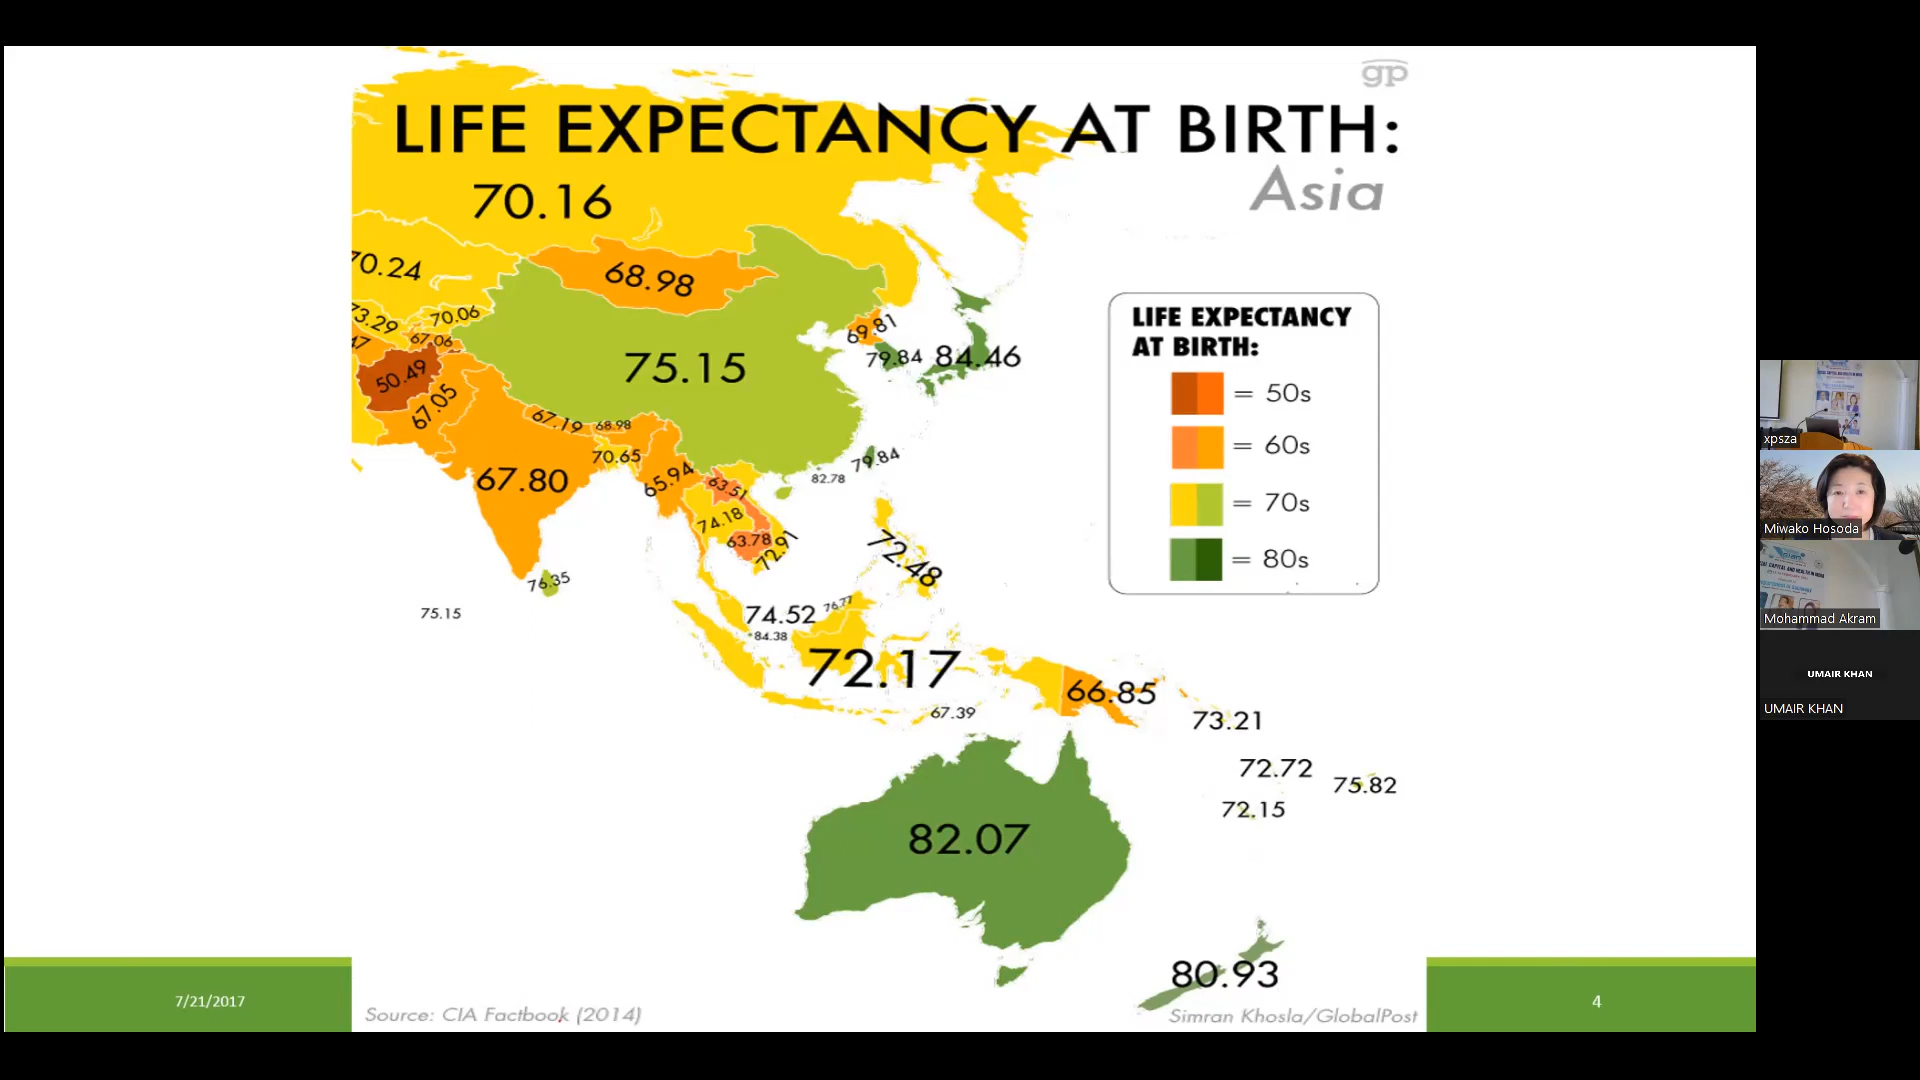 gp
LIFE EXPECTANCY AT BIRTH:
Asia
70.16
70.24
68.98
73.29
70.06
47
67.06
69.81
79.84
84.46
50.49
75.15
67.05
67.19
68.98
70.65
79.84
67.80
65.94
63.51
82.78
74.18
63.78
72.91
72.48
76.35
75.15
74.52
76.77
84.38
72.17
66.85
67.39
73.21
72.72
75.82
72.15
82.07
80.93
LIFE EXPECTANCY
AT BIRTH:
= 50s
= 60s
= 70s
= 80s
7/21/2017
Source: CIA Factbook (2014)
Simran Khosla/GlobalPost
4
xpsza
Miwako Hosoda
Mohammad Akram
UMAIR KHAN
UMAIR KHAN